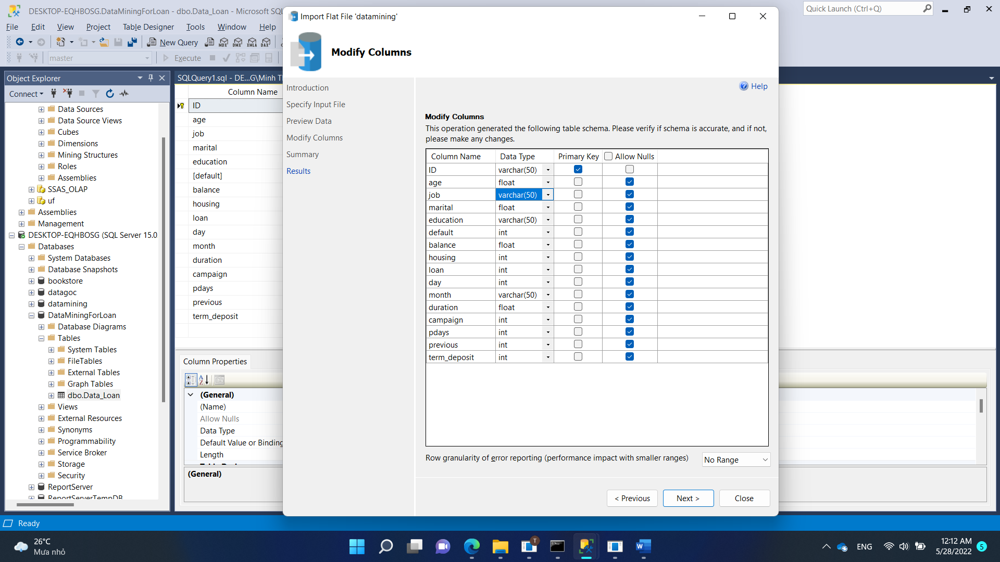 DESKTOP-EQHBOSG.DataMiningForLoan - dbo.Data_Loan - Microsoft SQL
Quick Launch (Ctrl+Q)
File Edit View Project Table Designer Tools Window Help
New Query MDX DMX XMLA DAX
master Execute
Object Explorer
Connect
Data Sources
Data Source Views
Cubes
Dimensions
Mining Structures
Roles
Assemblies
SSAS_OLAP
uf
Assemblies
Management
DESKTOP-EQHBOSG (SQL Server 15.0
Databases
System Databases
Database Snapshots
bookstore
datagoc
datamining
DataMiningForLoan
Database Diagrams
Tables
System Tables
FileTables
External Tables
Graph Tables
dbo.Data_Loan
Views
External Resources
Synonyms
Programmability
Service Broker
Storage
Security
ReportServer
ReportServerTempDB
SQLQuery1.sql - DE...G\Minh T
Column Name
ID
age
job
marital
education
[default]
balance
housing
loan
day
month
duration
campaign
pdays
previous
term_deposit
Column Properties
(General)
(Name)
Allow Nulls
Data Type
Default Value or Binding
Length
(General)
Import Flat File 'datamining'
Modify Columns
Introduction
Specify Input File
Preview Data
Modify Columns
Summary
Results
Help
Modify Columns
This operation generated the following table schema. Please verify if schema is accurate, and if not,
please make any changes.
Column Name Data Type Primary Key Allow Nulls
ID varchar(50)
age float
job varchar(50)
marital float
education varchar(50)
default int
balance float
housing int
loan int
day int
month varchar(50)
duration float
campaign int
pdays int
previous int
term_deposit int
Row granularity of error reporting (performance impact with smaller ranges) No Range
< Previous Next > Close
Ready
26°C
Mưa nhỏ
T
W
ENG
12:12 AM
5/28/2022
5